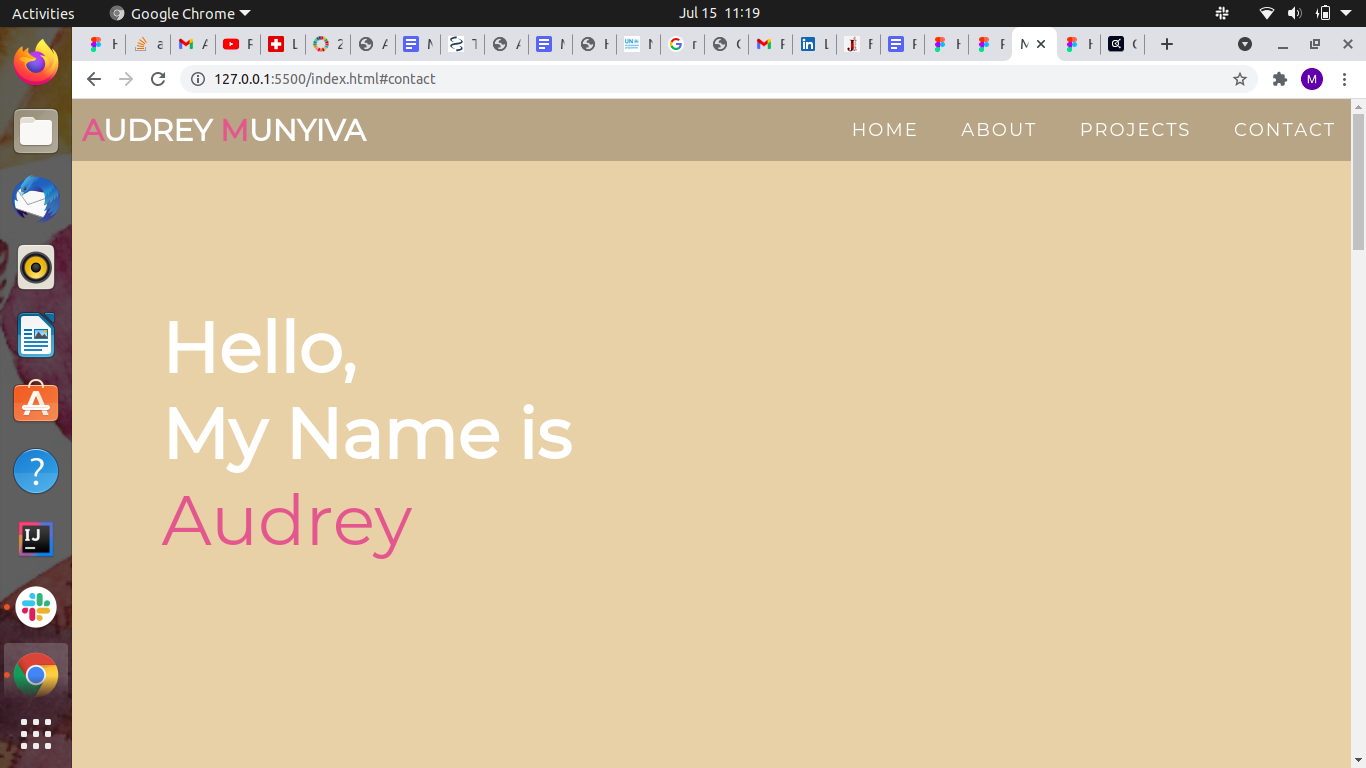 Activities
Google Chrome
Jul 15 11:19
127.0.0.1:5500/index.html#contact
M
AUDREY MUNYIVA
HOME
ABOUT
PROJECTS
CONTACT
Hello,
My Name is
Audrey
IJ